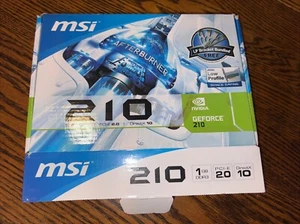 msi
AFTERBURNER
LP Bracket Bundled
Low
Profile
210
NVIDIA
GEFORCE
210
msi
210
1GB
DDR3
PCI-E
2.0
DirectX
10